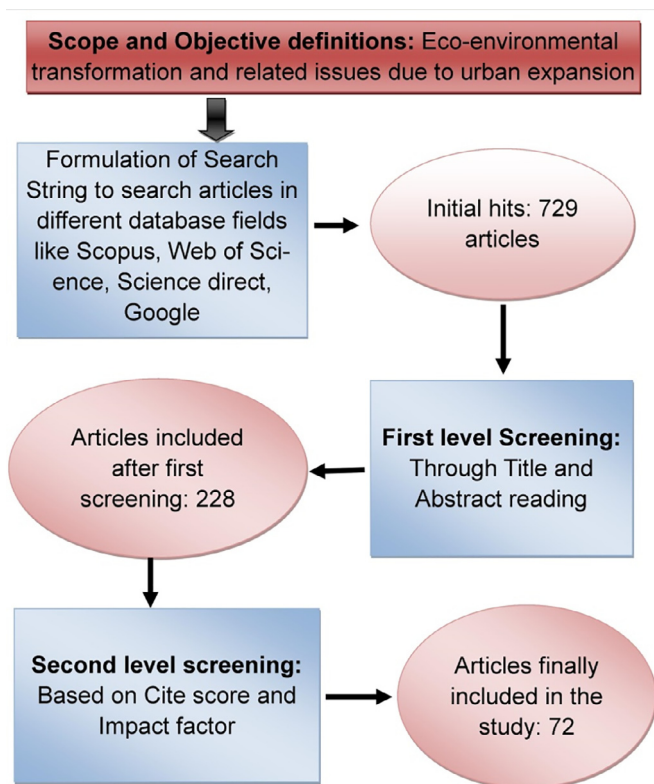 Scope and Objective definitions: Eco-environmental
transformation and related issues due to urban expansion
Formulation of Search
String to search articles in
different database fields
like Scopus, Web of Sci-
ence, Science direct,
Google
Initial hits: 729
articles
First level Screening:
Through Title and
Abstract reading
Articles included
after first
screening: 228
Second level screening:
Based on Cite score and
Impact factor
Articles finally
included in the
study: 72